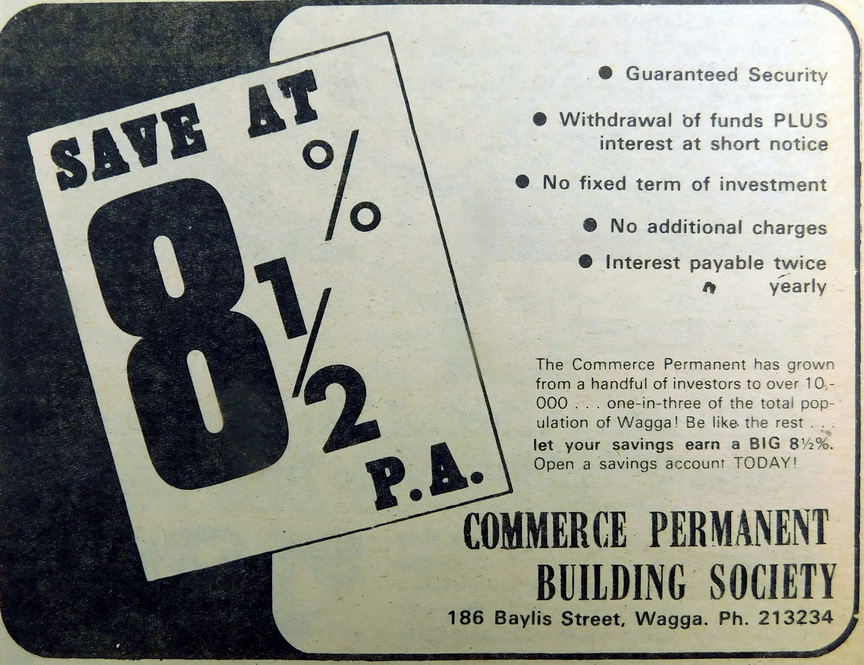 SAVE AT
8½% 
P.A.
● Guaranteed Security
● Withdrawal of funds PLUS
interest at short notice
● No fixed term of investment
● No additional charges
● Interest payable twice
yearly
The Commerce Permanent has grown
from a handful of investors to over 10,-
000 . . . one-in-three of the total pop-
ulation of Wagga! Be like the rest . . .
let your savings earn a BIG 8½%.
Open a savings account TODAY!
COMMERCE PERMANENT
BUILDING SOCIETY
186 Baylis Street, Wagga. Ph. 213234